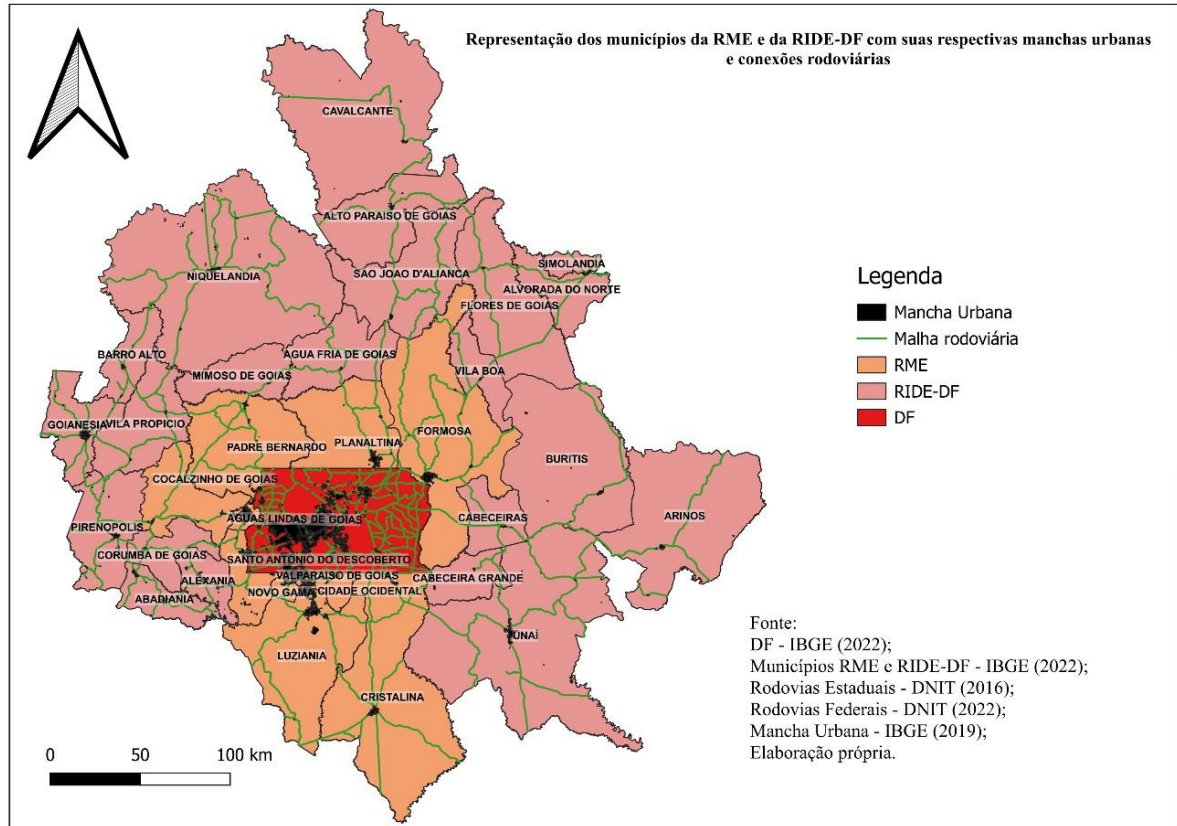 Representação dos municípios da RME e da RIDE-DF com suas respectivas manchas urbanas
e conexões rodoviárias
CAVALCANTE
ALTO PARAISO DE GOIAS
SIMOLANDIA
NIQUELANDIA
SAO JOAO D'ALIANCA
ALVORADA DO NORTE
FLORES DE GOIAS
BARRO ALTO
AGUA FRIA DE GOIAS
MIMOSO DE GOIAS
VILA BOA
GOIANESIA
VILA PROPICIO
PADRE BERNARDO
PLANALTINA
FORMOSA
BURITIS
COCALZINHO DE GOIAS
AGUAS LINDAS DE GOIAS
CABECEIRAS
ARINOS
PIRENOPOLIS
CORUMBA DE GOIAS
SANTO ANTONIO DO DESCOBERTO
ALEXANIA
VALPARAISO DE GOIAS
CABECEIRA GRANDE
ABADIANIA
NOVO GAMA
CIDADE OCIDENTAL
UNAÍ
LUZIANIA
CRISTALINA
Legenda
Mancha Urbana
Malha rodoviária
RME
RIDE-DF
DF
Fonte:
DF - IBGE (2022);
Municípios RME e RIDE-DF - IBGE (2022);
Rodovias Estaduais - DNIT (2016);
Rodovias Federais - DNIT (2022);
Mancha Urbana - IBGE (2019);
Elaboração própria.
0 50 100 km